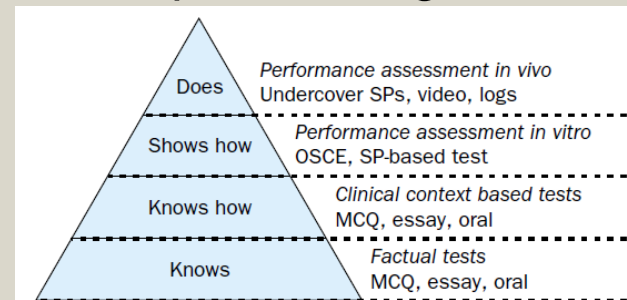 Does
Performance assessment in vivo
Undercover SPs, video, logs
Shows how
Performance assessment in vitro
OSCE, SP-based test
Knows how
Clinical context based tests
MCQ, essay, oral
Knows
Factual tests
MCQ, essay, oral